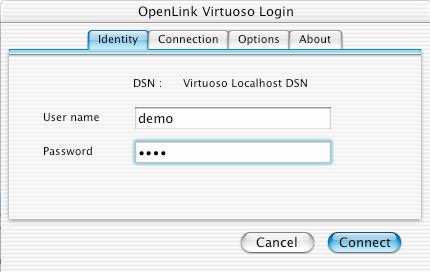 OpenLink Virtuoso Login
Identity Connection Options About
DSN : Virtuoso Localhost DSN
User name demo
Password ••••
Cancel Connect